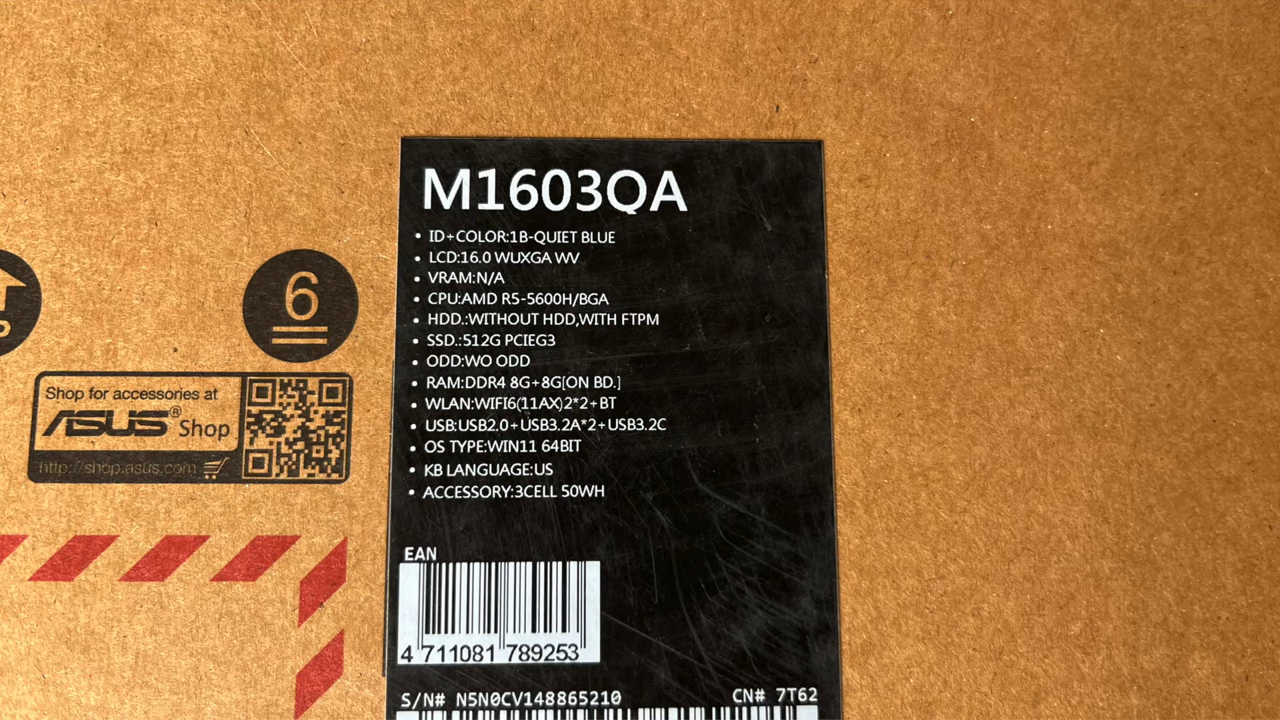 M1603QA
• ID+COLOR:1B-QUIET BLUE
• LCD:16.0 WUXGA WV
• VRAM:N/A
• CPU:AMD R5-5600H/BGA
• HDD.:WITHOUT HDD,WITH FTPM
• SSD.:512G PCIEG3
• ODD:WO ODD
• RAM:DDR4 8G+8G[ON BD.]
• WLAN:WIFI6(11AX)2*2+BT
• USB:USB2.0+USB3.2A*2+USB3.2C
• OS TYPE:WIN11 64BIT
• KB LANGUAGE:US
• ACCESSORY:3CELL 50WH
EAN
4 711081 789253
S/N# N5N0CV148865210 CN# 7T62
6
Shop for accessories at
ASUS® Shop
http://shop.asus.com